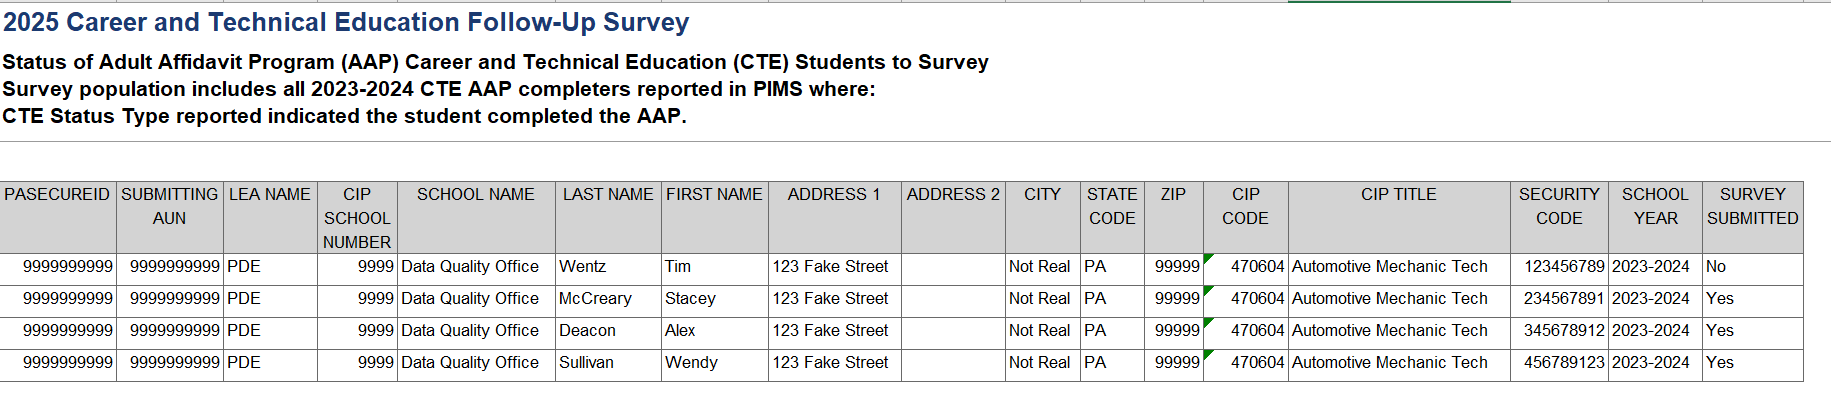 2025 Career and Technical Education Follow-Up Survey
Status of Adult Affidavit Program (AAP) Career and Technical Education (CTE) Students to Survey
Survey population includes all 2023-2024 CTE AAP completers reported in PIMS where:
CTE Status Type reported indicated the student completed the AAP.
PASECUREID SUBMITTING AUN LEA NAME CIP SCHOOL NUMBER SCHOOL NAME LAST NAME FIRST NAME ADDRESS 1 ADDRESS 2 CITY STATE CODE ZIP CIP CODE CIP TITLE SECURITY CODE SCHOOL YEAR SURVEY SUBMITTED
9999999999 9999999999 PDE 9999 Data Quality Office Wentz Tim 123 Fake Street Not Real PA 99999 470604 Automotive Mechanic Tech 123456789 2023-2024 No
9999999999 9999999999 PDE 9999 Data Quality Office McCreary Stacey 123 Fake Street Not Real PA 99999 470604 Automotive Mechanic Tech 234567891 2023-2024 Yes
9999999999 9999999999 PDE 9999 Data Quality Office Deacon Alex 123 Fake Street Not Real PA 99999 470604 Automotive Mechanic Tech 345678912 2023-2024 Yes
9999999999 9999999999 PDE 9999 Data Quality Office Sullivan Wendy 123 Fake Street Not Real PA 99999 470604 Automotive Mechanic Tech 456789123 2023-2024 Yes